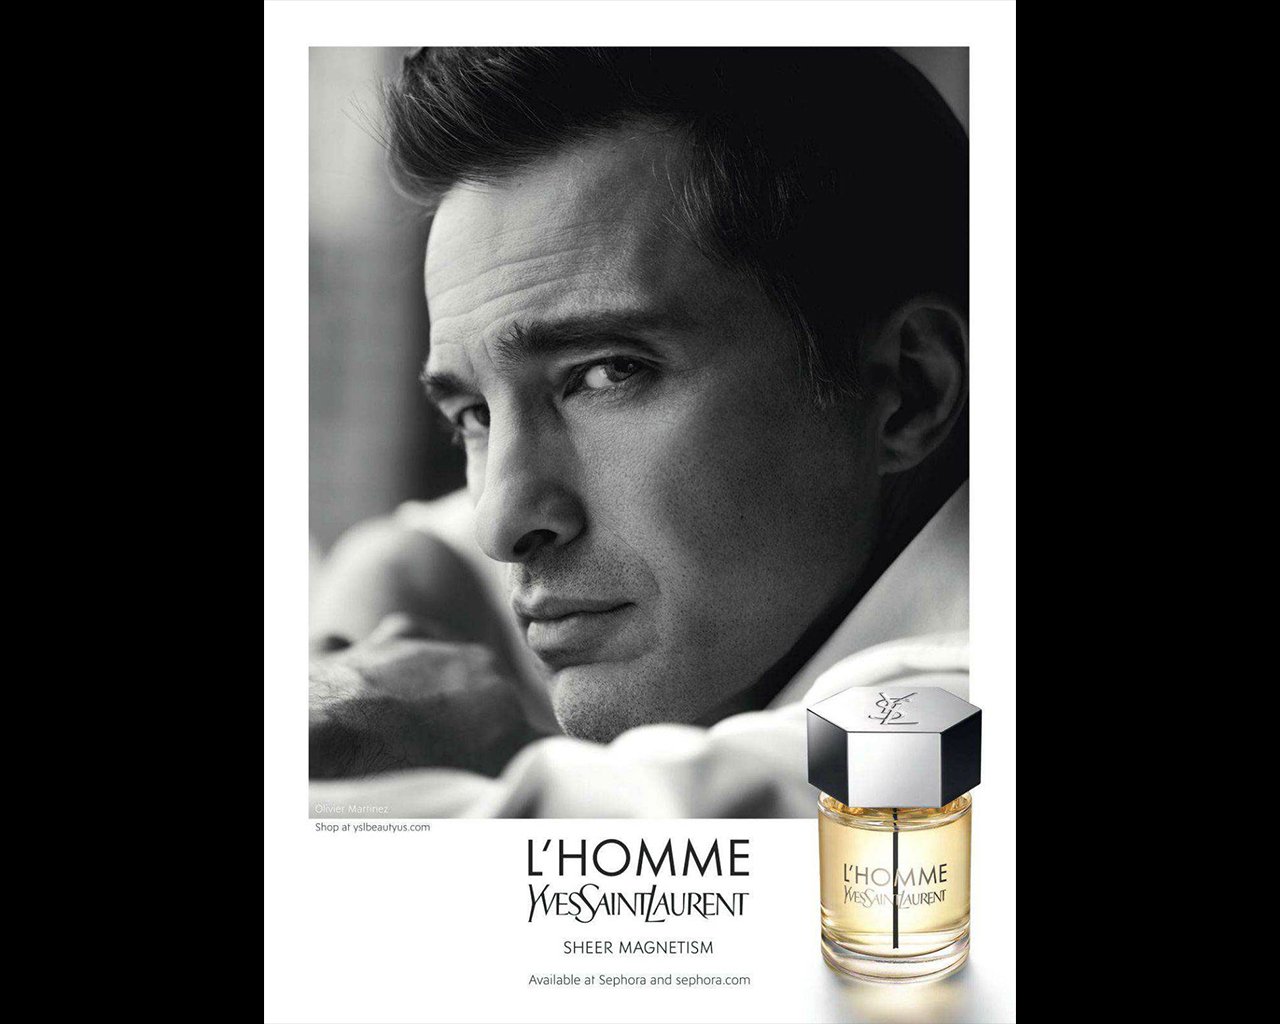 Olivier Martinez
Shop at yslbeautyus.com
L'HOMME
YVESSAINTLAURENT
SHEER MAGNETISM
Available at Sephora and sephora.com
YSL
L'HOMME
YVESSAINTLAURENT